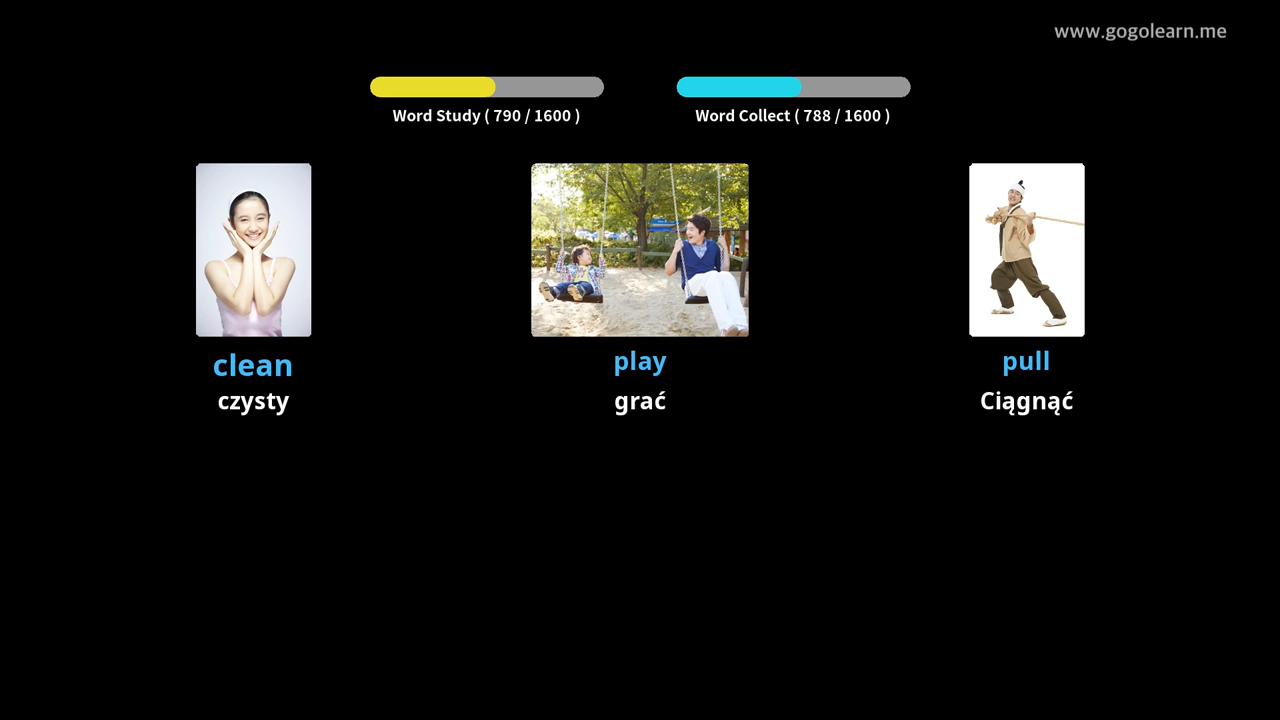 www.gogolearn.me
Word Study ( 790 / 1600 )
Word Collect ( 788 / 1600 )
clean
play
pull
czysty
grać
Ciągnąć